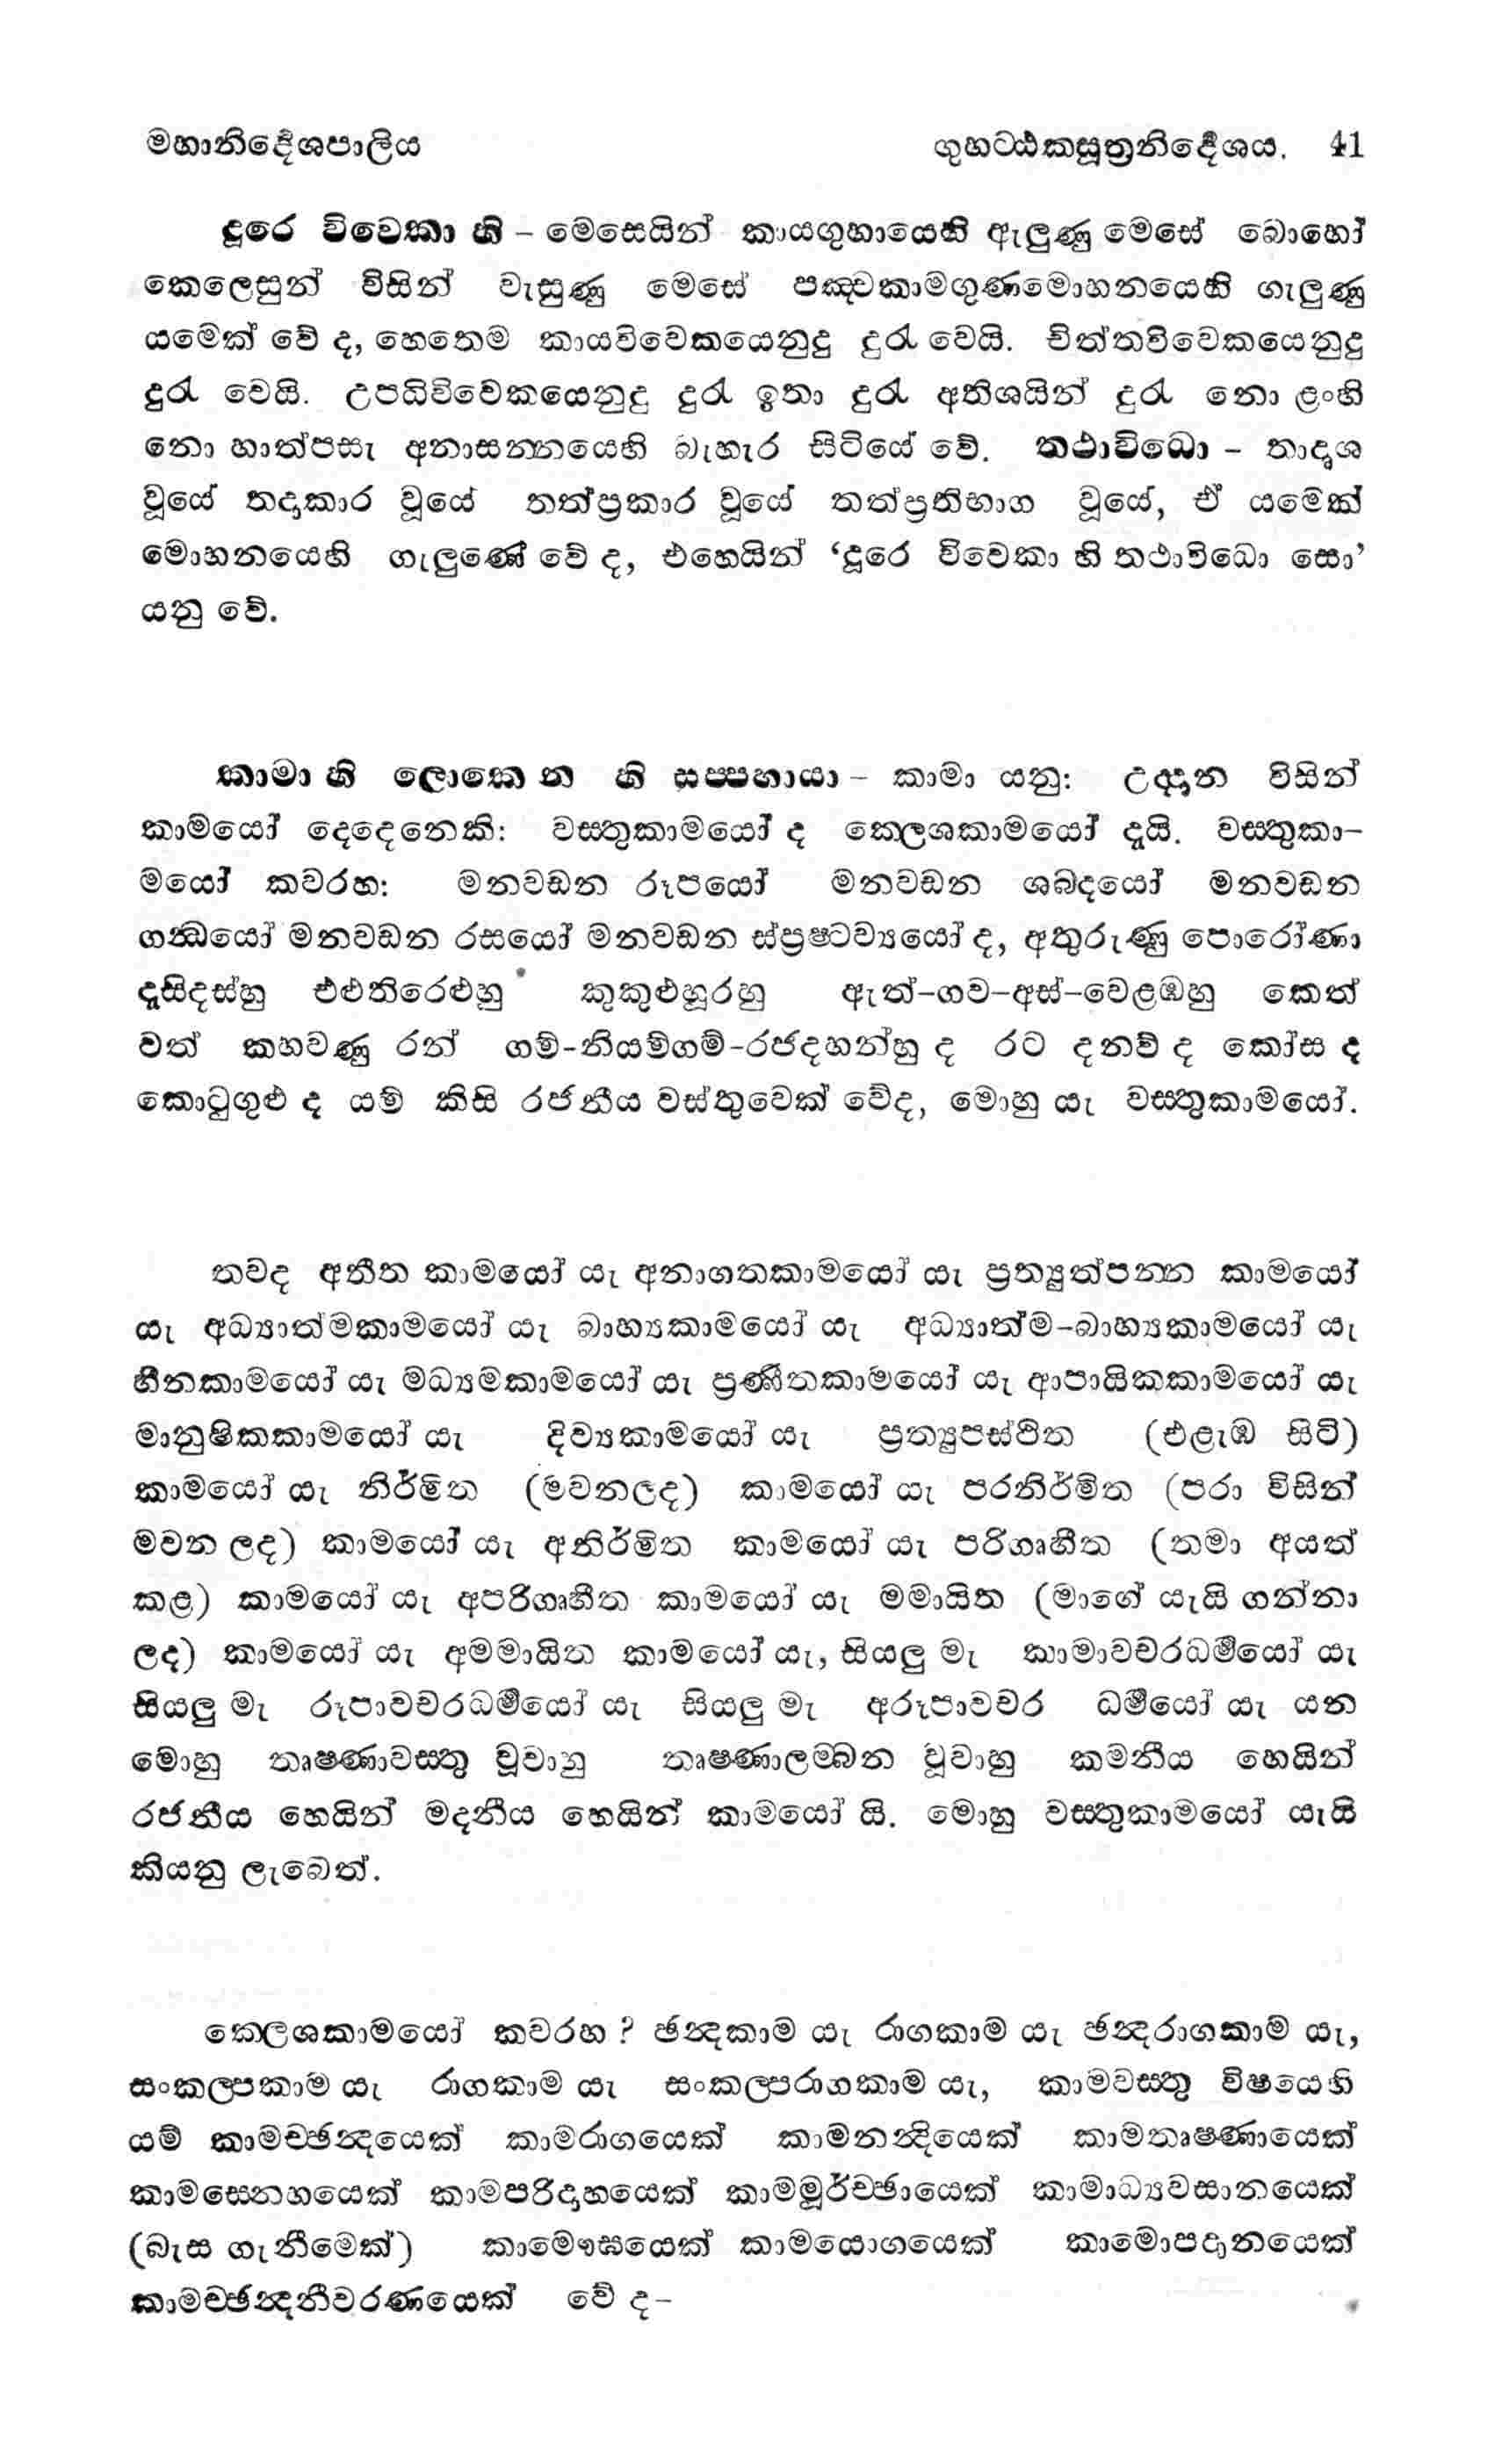 මහානිර්දේශපාලිය ගුහට්ඨකසූත්‍රනිර්දේශය. 41
දූරෙ විවෙකා හි – මෙසෙයින් කායගුහායෙහි ඇලුණු මෙසේ බොහෝ
කෙලෙසුන් විසින් වැසුණු මෙසේ පඤ්චකාමගුණමොහනයෙහි ගැලුණු
යමෙක් වේ ද, හෙතෙම කායවිවෙකයෙනුදු දුරැ වෙයි. චිත්තවිවෙකයෙනුදු
දුරැ වෙයි. උපධිවිවෙකයෙනුදු දුරැ ඉතා දුරැ අතිශයින් දුරැ නො ළංහි
නො හාත්පසැ අනාසන්නයෙහි බැහැර සිටියේ වේ. තථාවිධො – තාදෘශ
වූයේ තදාකාර වූයේ තත්ප්‍රකාර වූයේ තත්ප්‍රතිභාග වූයේ, ඒ යමෙක්
මොහනයෙහි ගැලුණේ වේ ද, එහෙයින් ‘දූරෙ විවෙකා හි තථාවිධො සො’
යනු වේ.
කාමා හි ලොකෙ න හි සුප්පහායා – කාමා යනු: උද්දාන විසින්
කාමයෝ දෙදෙනෙකි: වස්තුකාමයෝ ද ක්ලෙශකාමයෝ දැයි. වස්තුකා–
මයෝ කවරහ: මනවඩන රූපයෝ මනවඩන ශබ්දයෝ මනවඩන
ගන්ධයෝ මනවඩන රසයෝ මනවඩන ස්ප්‍රෂ්ටව්‍යයෝ ද, අතුරුණු පොරෝණා
දැසිදස්හු එළුතිරෙළුහු කුකුළුහූරහු ඇත්–ගව–අස්–වෙළඹහු කෙත්
වත් කහවණු රන් ගම්–නියම්ගම්–රජදහන්හු ද රට දනව් ද කෝස ද
කොටුගුළු ද යම් කිසි රජනීය වස්තුවෙක් වේද, මොහු යැ වස්තුකාමයෝ.
තවද අතීත කාමයෝ යැ අනාගතකාමයෝ යැ ප්‍රත්‍යුත්පන්න කාමයෝ
යැ අධ්‍යාත්මකාමයෝ යැ බාහ්‍යකාමයෝ යැ අධ්‍යාත්ම–බාහ්‍යකාමයෝ යැ
හීනකාමයෝ යැ මධ්‍යමකාමයෝ යැ ප්‍රණීතකාමයෝ යැ ආපායිකකාමයෝ යැ
මානුෂිකකාමයෝ යැ දිව්‍යකාමයෝ යැ ප්‍රත්‍යුපස්ථිත (එළැඹ සිටි)
කාමයෝ යැ නිර්මිත (මවනලද) කාමයෝ යැ පරනිර්මිත (පරා විසින්
මවන ලද) කාමයෝ යැ අනිර්මිත කාමයෝ යැ පරිගෘහීත (තමා අයත්
කළ) කාමයෝ යැ අපරිගෘහීත කාමයෝ යැ මමායිත (මාගේ යැයි ගන්නා
ලද) කාමයෝ යැ අමමායිත කාමයෝ යැ, සියලු මැ කාමාවචරධර්මයෝ යැ
සියලු මැ රූපාවචරධර්මයෝ යැ සියලු මැ අරූපාවචර ධර්මයෝ යැ යන
මොහු තෘෂ්ණාවස්තු වූවාහු තෘෂ්ණාලම්බන වූවාහු කමනීය හෙයින්
රජනීය හෙයින් මදනීය හෙයින් කාමයෝ යි. මොහු වස්තුකාමයෝ යැයි
කියනු ලැබෙත්.
ක්ලෙශකාමයෝ කවරහ? ඡන්දකාම යැ රාගකාම යැ ඡන්දරාගකාම යැ,
සංකල්පකාම යැ රාගකාම යැ සංකල්පරාගකාම යැ, කාමවස්තු විෂයෙහි
යම් කාමච්ඡන්දයෙක් කාමරාගයෙක් කාමනන්දියෙක් කාමතෘෂ්ණායෙක්
කාමස්නෙහයෙක් කාමපරිදාහයෙක් කාමමූර්ච්ඡායෙක් කාමාධ්‍යවසානයෙක්
(බැස ගැනීමෙක්) කාමෞඝයෙක් කාමයොගයෙක් කාමොපදානයෙක්
කාමච්ඡන්දනීවරණයෙක් වේ ද–